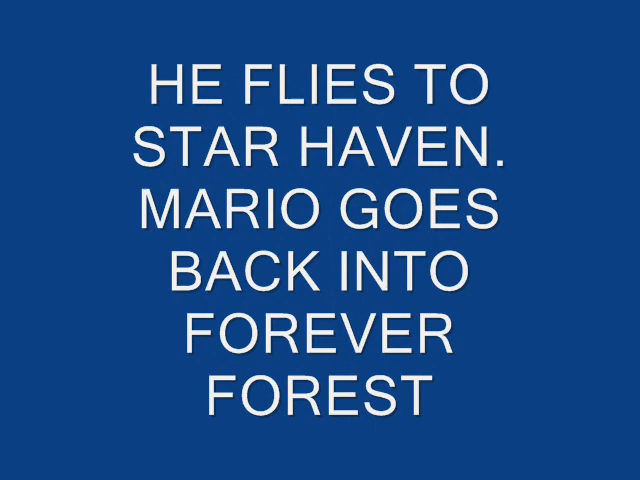 HE FLIES TO
STAR HAVEN.
MARIO GOES
BACK INTO
FOREVER
FOREST